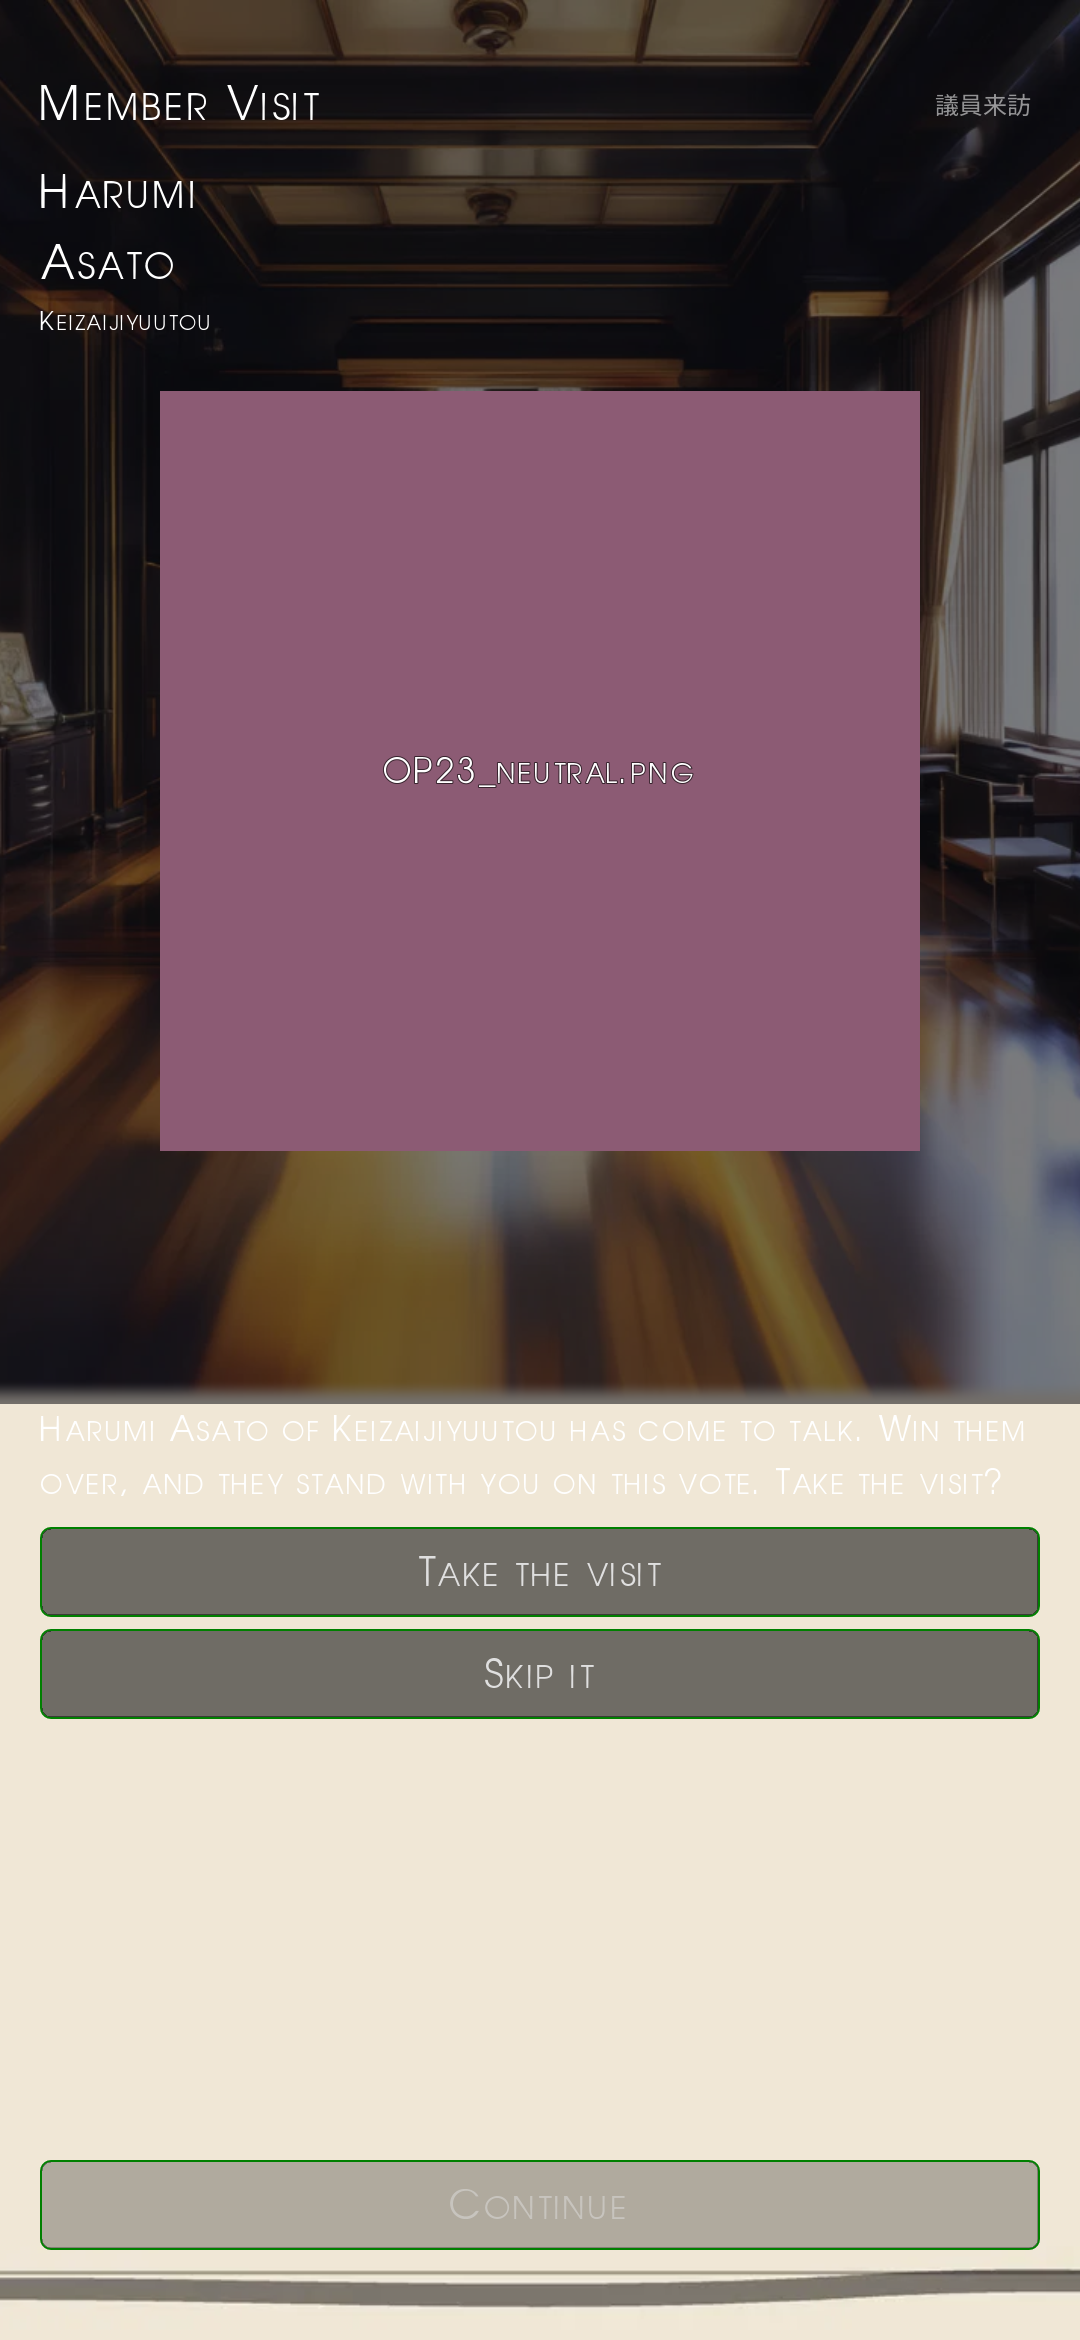 Member Visit
議員来訪
Harumi
Asato
Keizaijiyuutou
OP23_neutral.png
Harumi Asato of Keizaijiyuutou has come to talk. Win them
over, and they stand with you on this vote. Take the visit?
Take the visit
Skip it
Continue